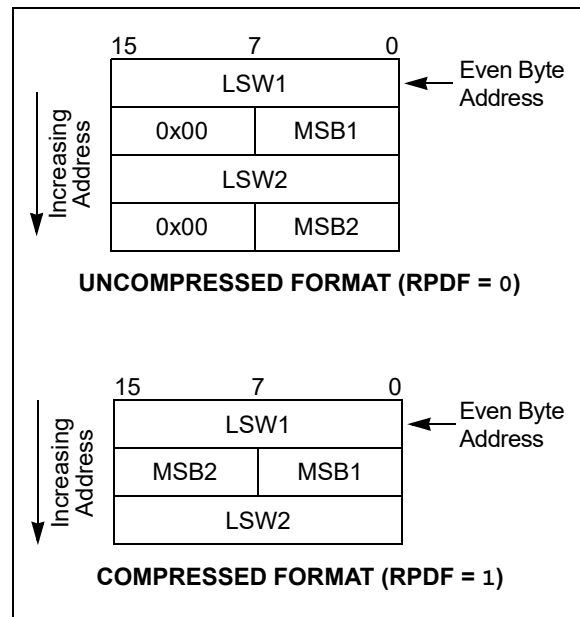 15 7 0
LSW1
Even Byte
Address
0x00 MSB1
LSW2
0x00 MSB2
Increasing
Address
UNCOMPRESSED FORMAT (RPDF = 0)
15 7 0
LSW1
Even Byte
Address
MSB2 MSB1
LSW2
Increasing
Address
COMPRESSED FORMAT (RPDF = 1)